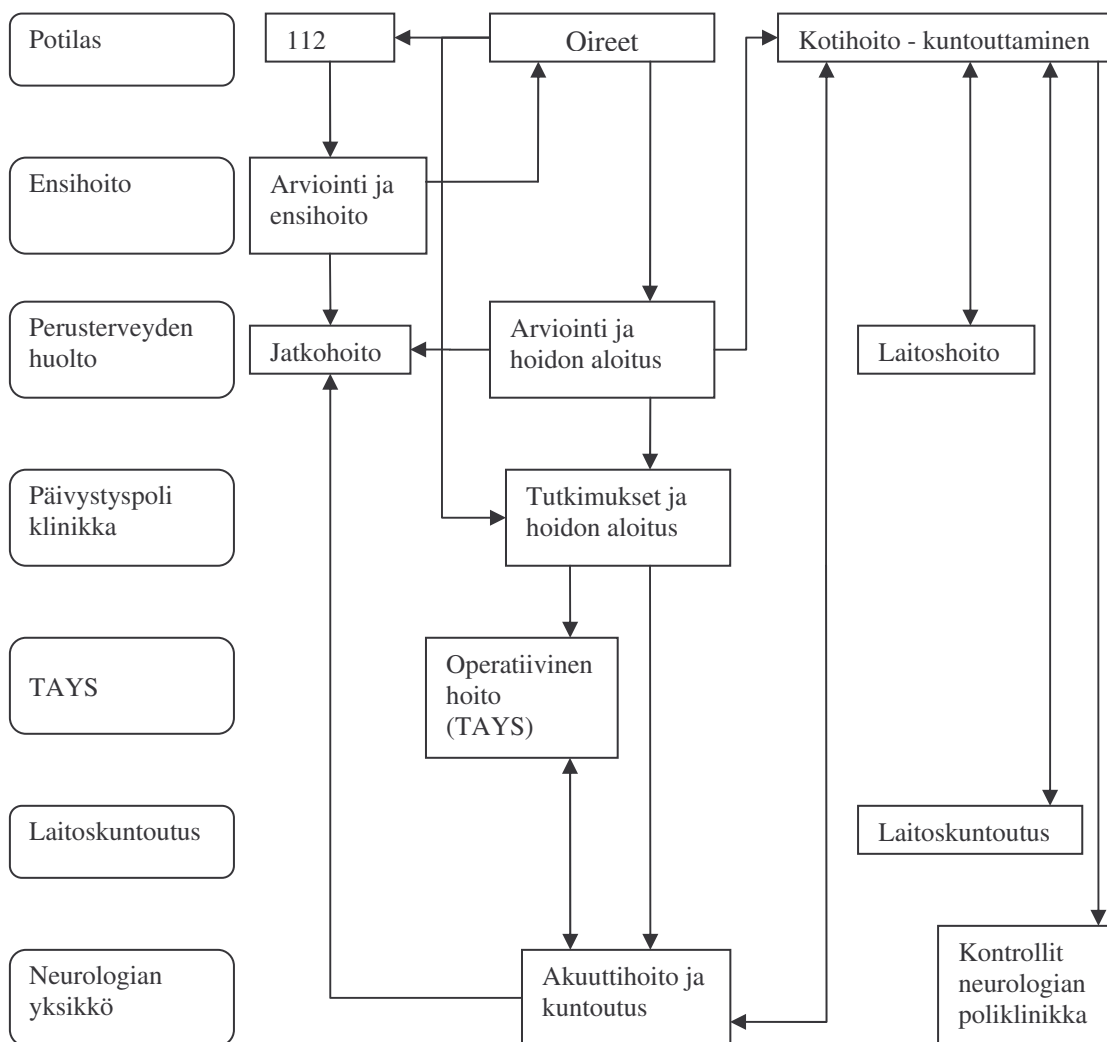 Potilas
112
Oireet
Kotihoito - kuntouttaminen
Ensihoito
Arviointi ja
ensihoito
Perusterveyden
huolto
Jatkohoito
Arviointi ja
hoidon aloitus
Laitoshoito
Päivystyspoli
klinikka
Tutkimukset ja
hoidon aloitus
TAYS
Operatiivinen
hoito
(TAYS)
Laitoskuntoutus
Laitoskuntoutus
Neurologian
yksikkö
Akuuttihoito ja
kuntoutus
Kontrollit
neurologian
poliklinikka